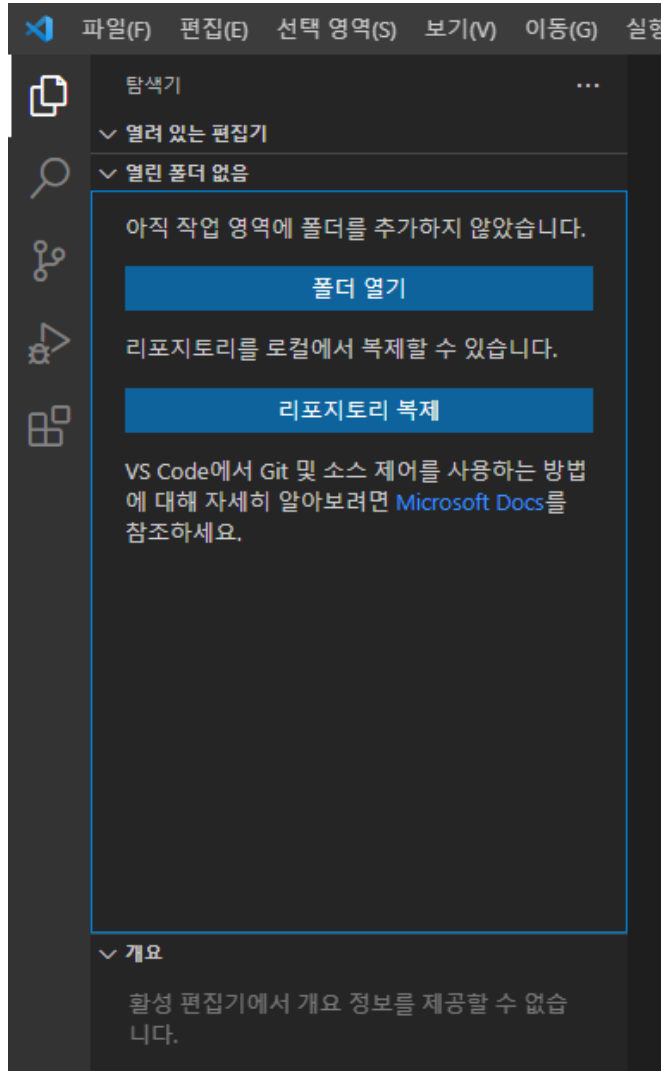 파일(F) 편집(E) 선택 영역(S) 보기(V) 이동(G) 실행
탐색기
열려 있는 편집기
열린 폴더 없음
아직 작업 영역에 폴더를 추가하지 않았습니다.
폴더 열기
리포지토리를 로컬에서 복제할 수 있습니다.
리포지토리 복제
VS Code에서 Git 및 소스 제어를 사용하는 방법
에 대해 자세히 알아보려면 Microsoft Docs를
참조하세요.
개요
활성 편집기에서 개요 정보를 제공할 수 없습
니다.